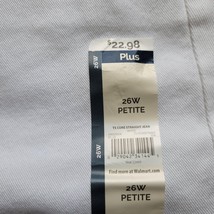 $22.98
Plus
26W
26W
PETITE
26W
Find more at Walmart.com
26W
PETITE